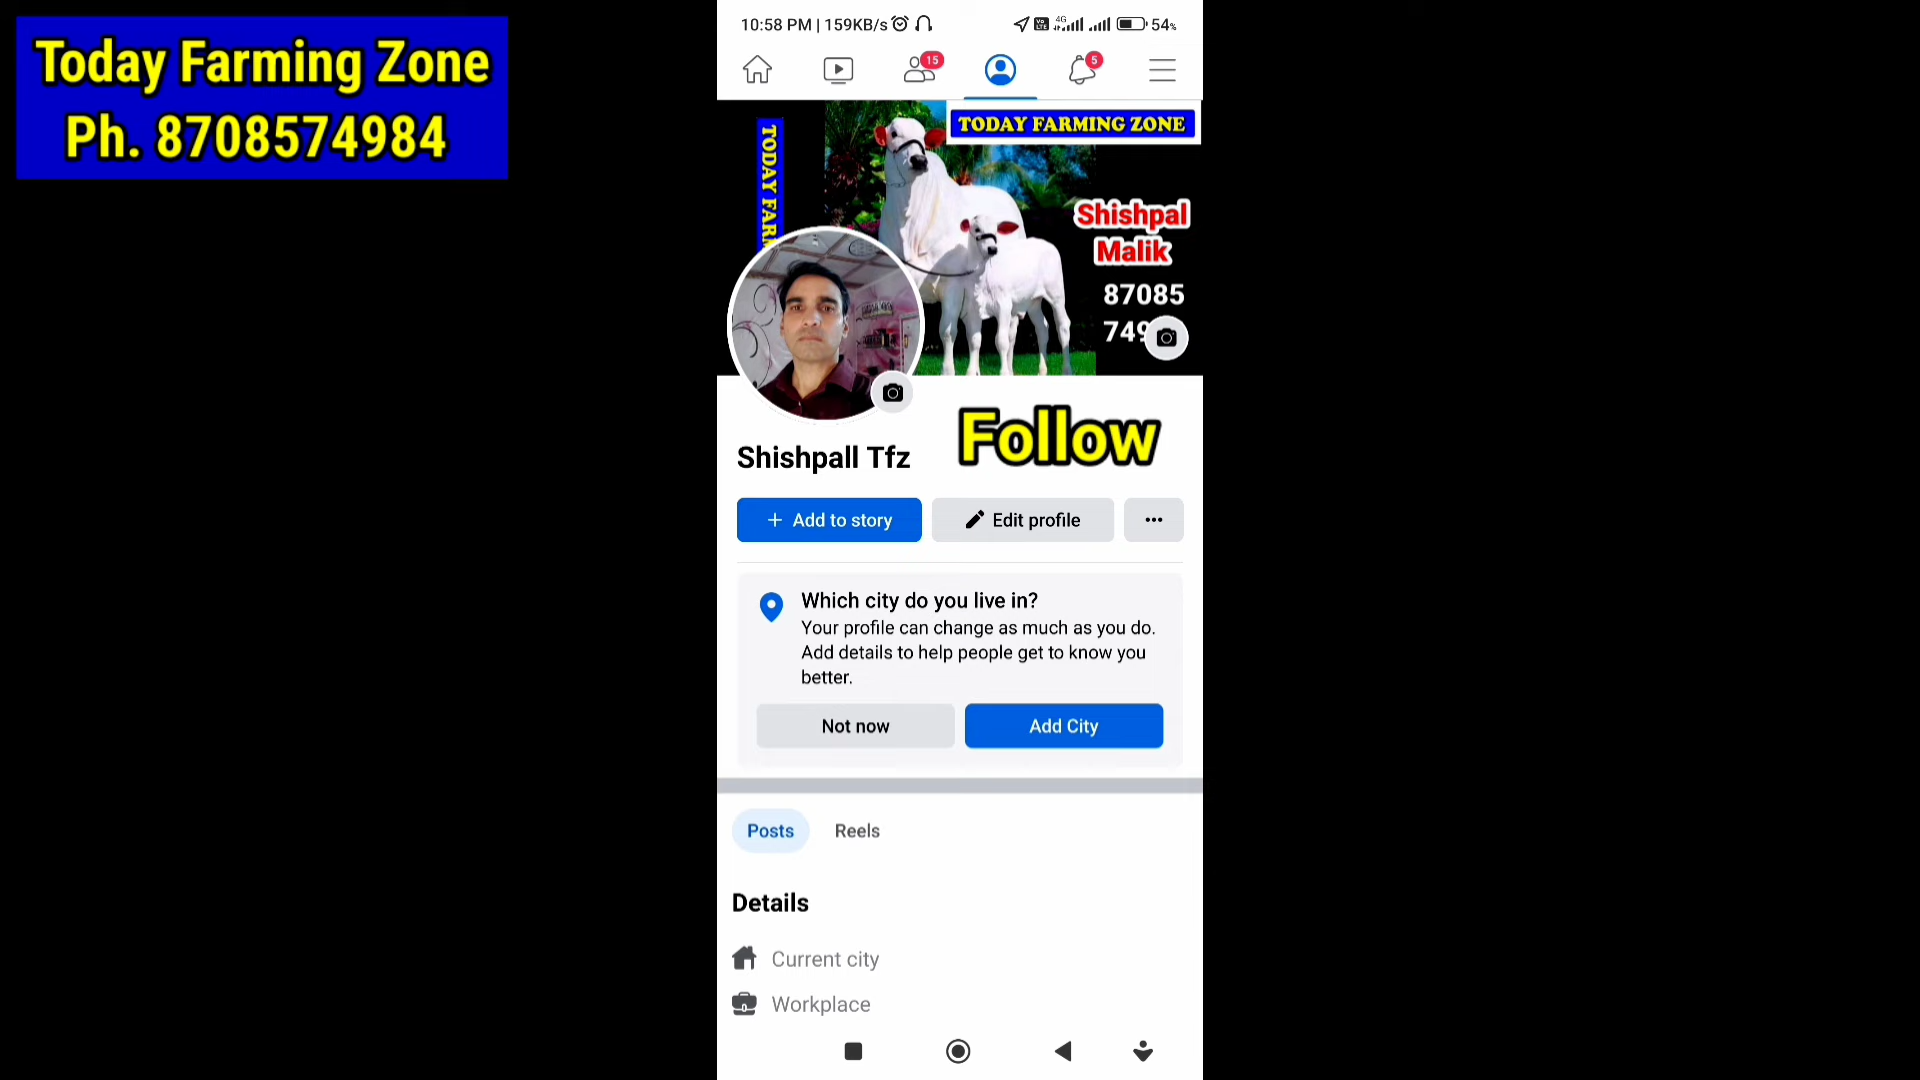 Today Farming Zone
Ph. 8708574984
10:58 PM | 159KB/s
4G
54%
15
5
TODAY FARMING ZONE
TODAY
Shishpal
Malik
87085
Shishpall Tfz
Follow
+ Add to story
Edit profile
Which city do you live in?
Your profile can change as much as you do.
Add details to help people get to know you
better.
Not now
Add City
Posts
Reels
Details
Current city
Workplace